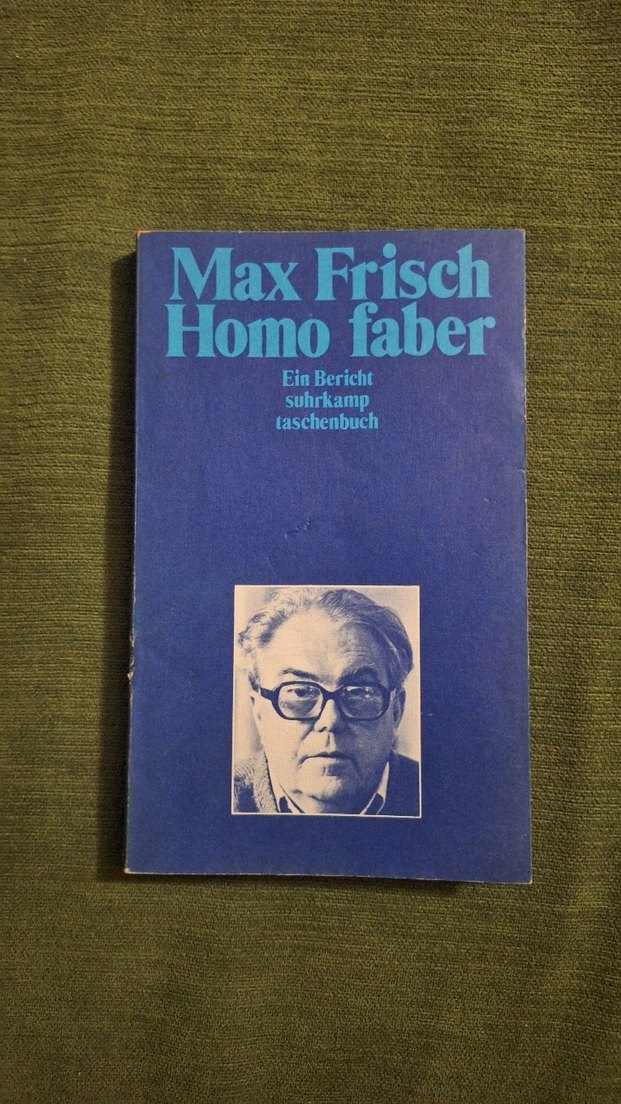 Max Frisch
Homo faber
Ein Bericht
suhrkamp
taschenbuch